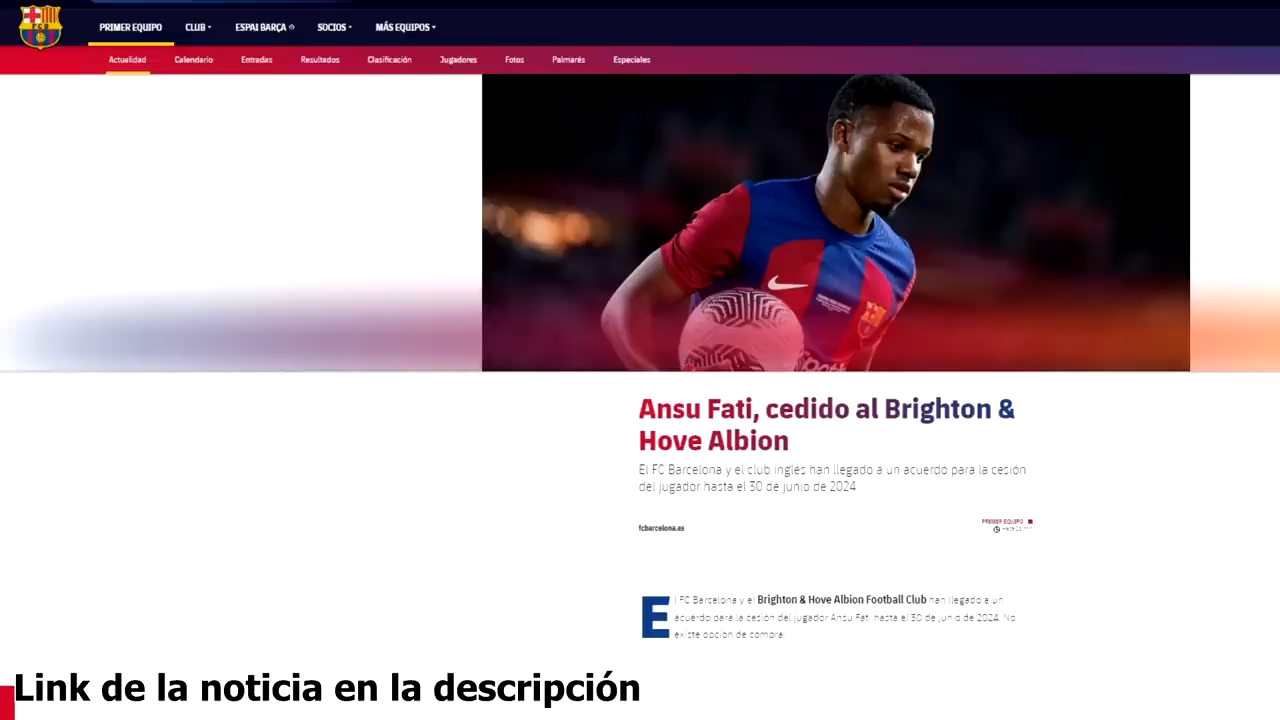 PRIMER EQUIPO CLUB ESPAI BARÇA SOCIOS MÁS EQUIPOS
Actualidad Calendario Entradas Resultados Clasificación Jugadores Fotos Palmarés Especiales
Ansu Fati, cedido al Brighton &
Hove Albion
El FC Barcelona y el club inglés han llegado a un acuerdo para la cesión
del jugador hasta el 30 de junio de 2024
fcbarcelona.es
PRIMER EQUIPO
El FC Barcelona y el Brighton & Hove Albion Football Club han llegado a un
acuerdo para la cesión del jugador Ansu Fati hasta el 30 de junio de 2024. No
existe opción de compra.
Link de la noticia en la descripción